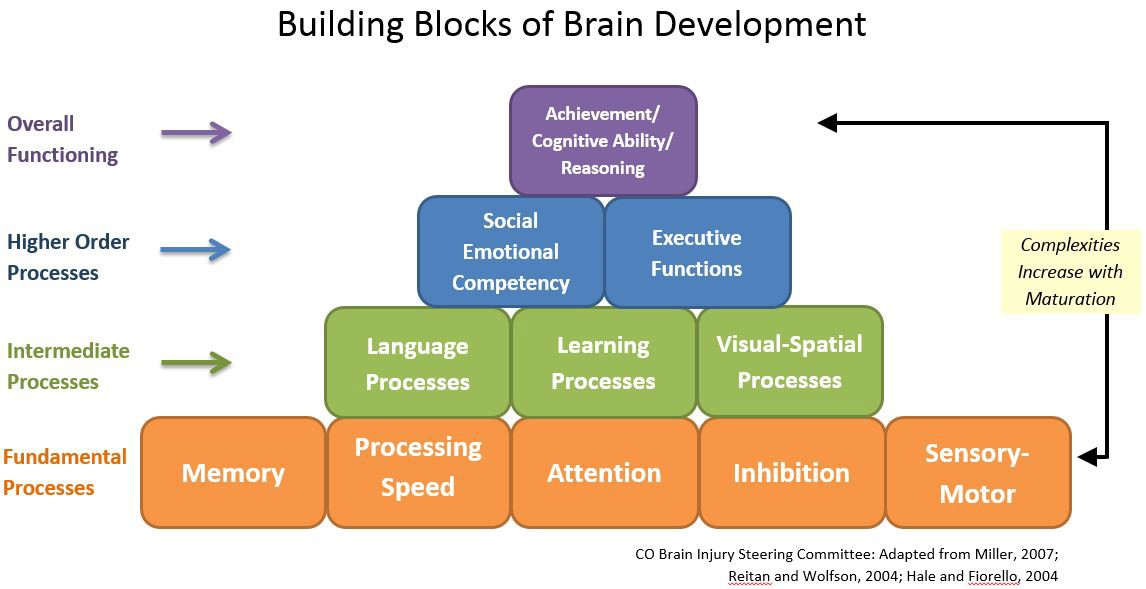 Building Blocks of Brain Development
Overall
Functioning
Achievement/
Cognitive Ability/
Reasoning
Higher Order
Processes
Social
Emotional
Competency
Executive
Functions
Complexities
Increase with
Maturation
Intermediate
Processes
Language
Processes
Learning
Processes
Visual-Spatial
Processes
Fundamental
Processes
Memory
Processing
Speed
Attention
Inhibition
Sensory-
Motor
CO Brain Injury Steering Committee: Adapted from Miller, 2007;
Reitan and Wolfson, 2004; Hale and Fiorello, 2004